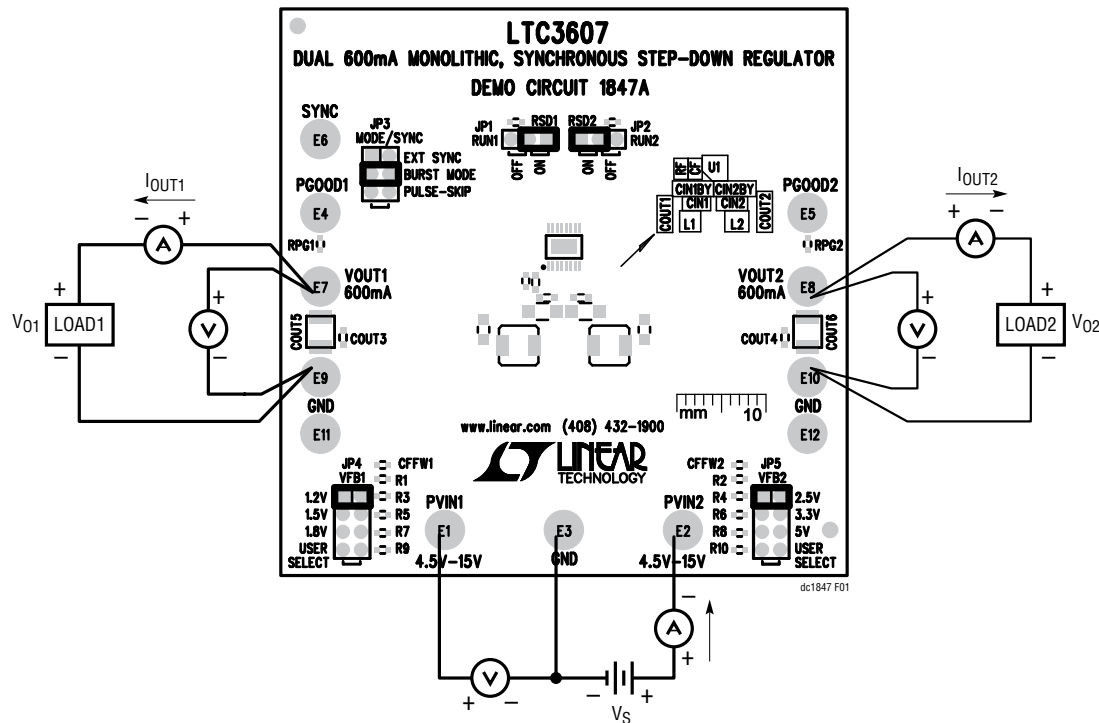 LTC3607
DUAL 600mA MONOLITHIC, SYNCHRONOUS STEP-DOWN REGULATOR
DEMO CIRCUIT 1847A
SYNC
E6
JP3
MODE/SYNC
EXT SYNC
BURST MODE
PULSE-SKIP
JP1
RUN1
RSD1
OFF
ON
RSD2
JP2
RUN2
ON
OFF
RF
CF
U1
CIN1BY
CIN2BY
COUT1
CIN1
CIN2
COUT2
L1
L2
PGOOD1
E4
RPG1
PGOOD2
E5
RPG2
IOUT1
− +
A
IOUT2
+ −
A
E7
VOUT1
600mA
VOUT2
600mA
E8
+
VO1
LOAD1
−
+
V
−
COUT5
COUT3
COUT4
COUT6
+
V
−
+
LOAD2
VO2
−
E9
GND
E11
E10
GND
E12
mm 10
www.linear.com (408) 432-1900
LINEAR
TECHNOLOGY
JP4
VFB1
1.2V
1.5V
1.8V
USER
SELECT
CFFW1
R1
R3
R5
R7
R9
PVIN1
E1
4.5V-15V
E3
GND
PVIN2
E2
4.5V-15V
CFFW2
R2
R4
R6
R8
R10
JP5
VFB2
2.5V
3.3V
5V
USER
SELECT
dc1847 F01
−
A
+
+
V
−
−
+
VS